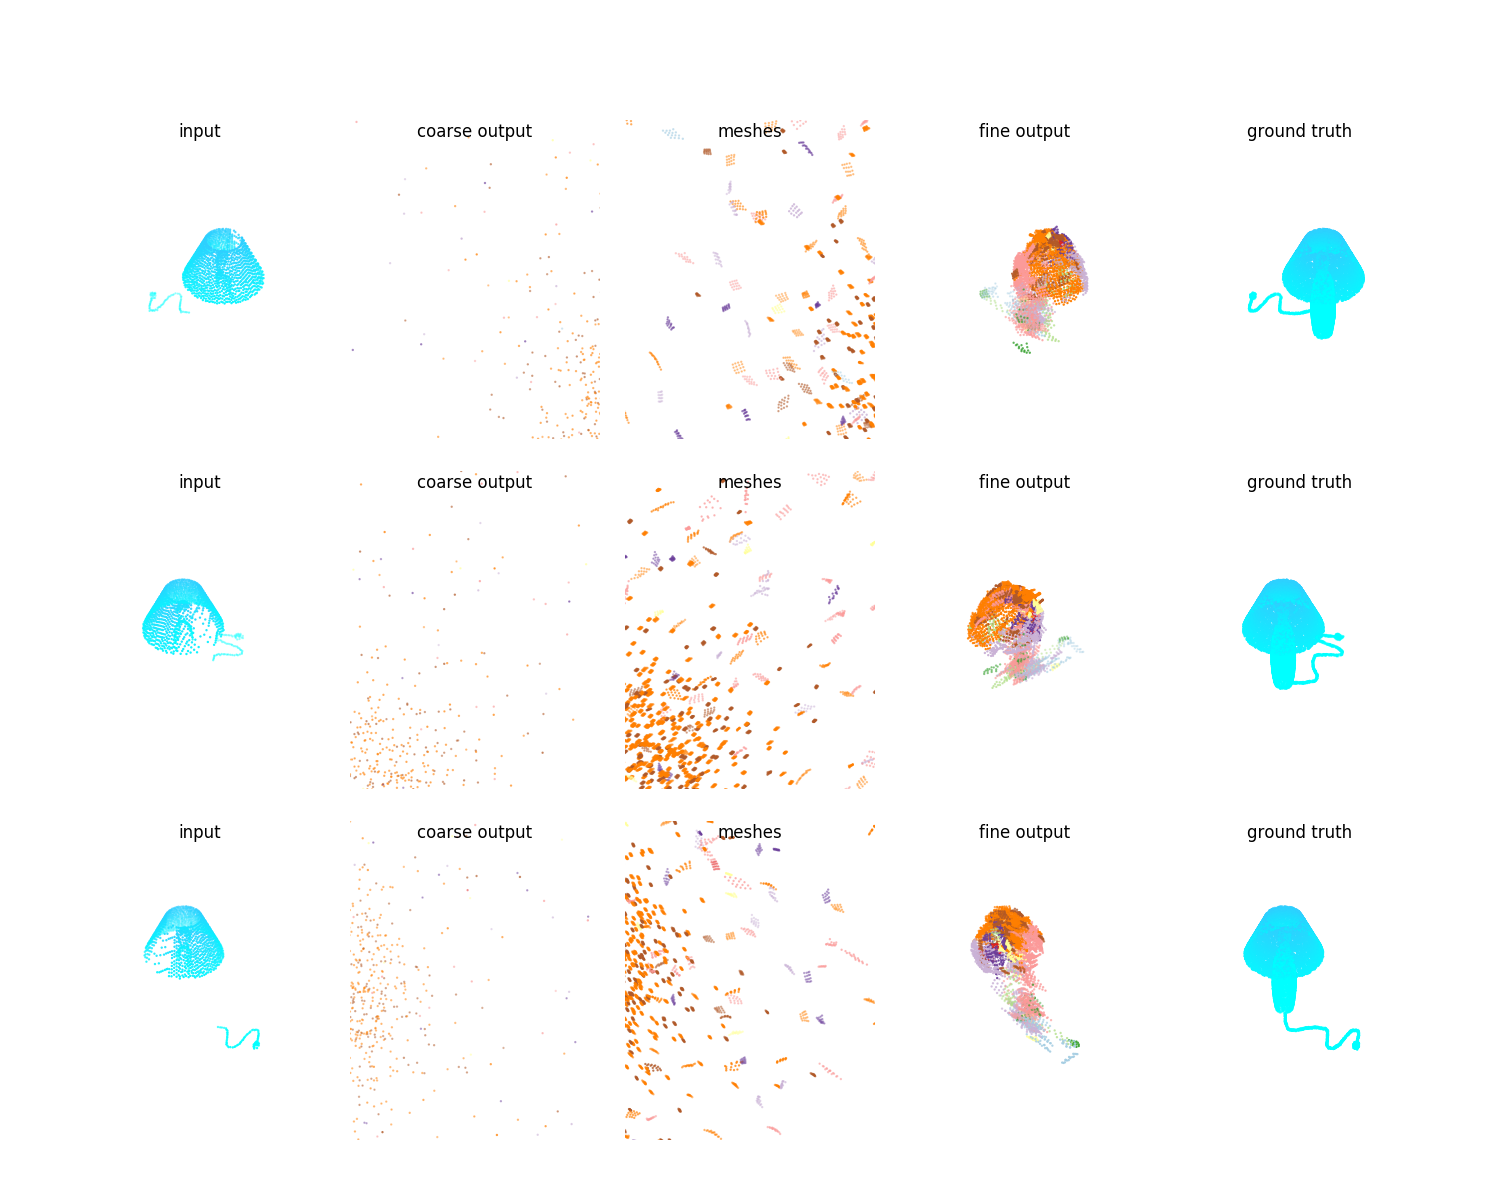 input
coarse output
meshes
fine output
ground truth
input
coarse output
meshes
fine output
ground truth
input
coarse output
meshes
fine output
ground truth